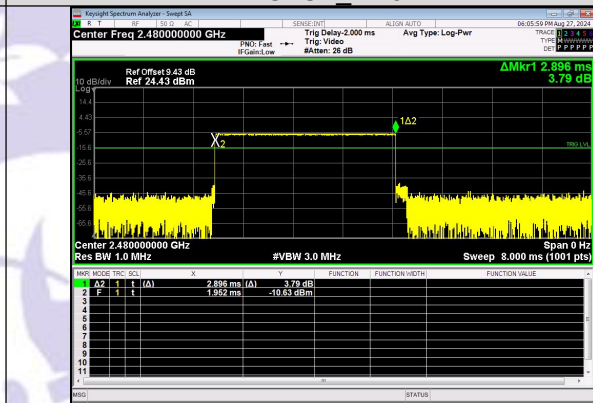 Keysight Spectrum Analyzer - Swept SA
R T RF 50 Ω AC SENSE:INT ALIGN AUTO 06:05:59 PM Aug 27, 2024
Center Freq 2.480000000 GHz
Trig Delay-2.000 ms Avg Type: Log-Pwr TRACE 1 2 3 4 5 6
PNO: Fast Trig: Video TYPE
IFGain:Low #Atten: 26 dB DET P P P P P P
ΔMkr1 2.896 ms
3.79 dB
Ref Offset 9.43 dB
10 dB/div Ref 24.43 dBm
Log
14.4
4.43
1Δ2
-5.57
X2
-15.6 TRIG LVL
-25.6
-35.6
-45.6
-55.6
-65.6
Center 2.480000000 GHz Span 0 Hz
Res BW 1.0 MHz #VBW 3.0 MHz Sweep 8.000 ms (1001 pts)
MKR MODE TRC SCL X Y FUNCTION FUNCTION WIDTH FUNCTION VALUE
1 Δ2 1 t (Δ) 2.896 ms (Δ) 3.79 dB
2 F 1 t 1.952 ms -10.63 dBm
3
4
5
6
7
8
9
10
11
MSG STATUS